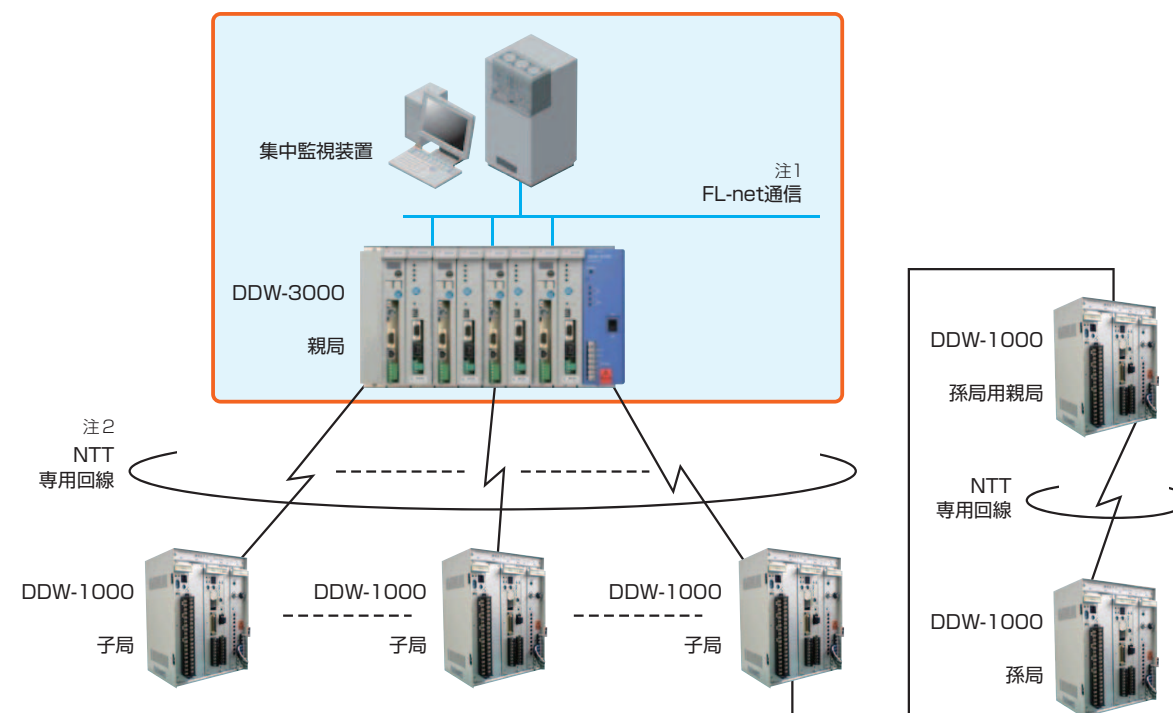 集中監視装置
注1
FL-net通信
DDW-3000
親局
注2
NTT
専用回線
DDW-1000
子局
DDW-1000
子局
DDW-1000
子局
DDW-1000
孫局用親局
NTT
専用回線
DDW-1000
孫局